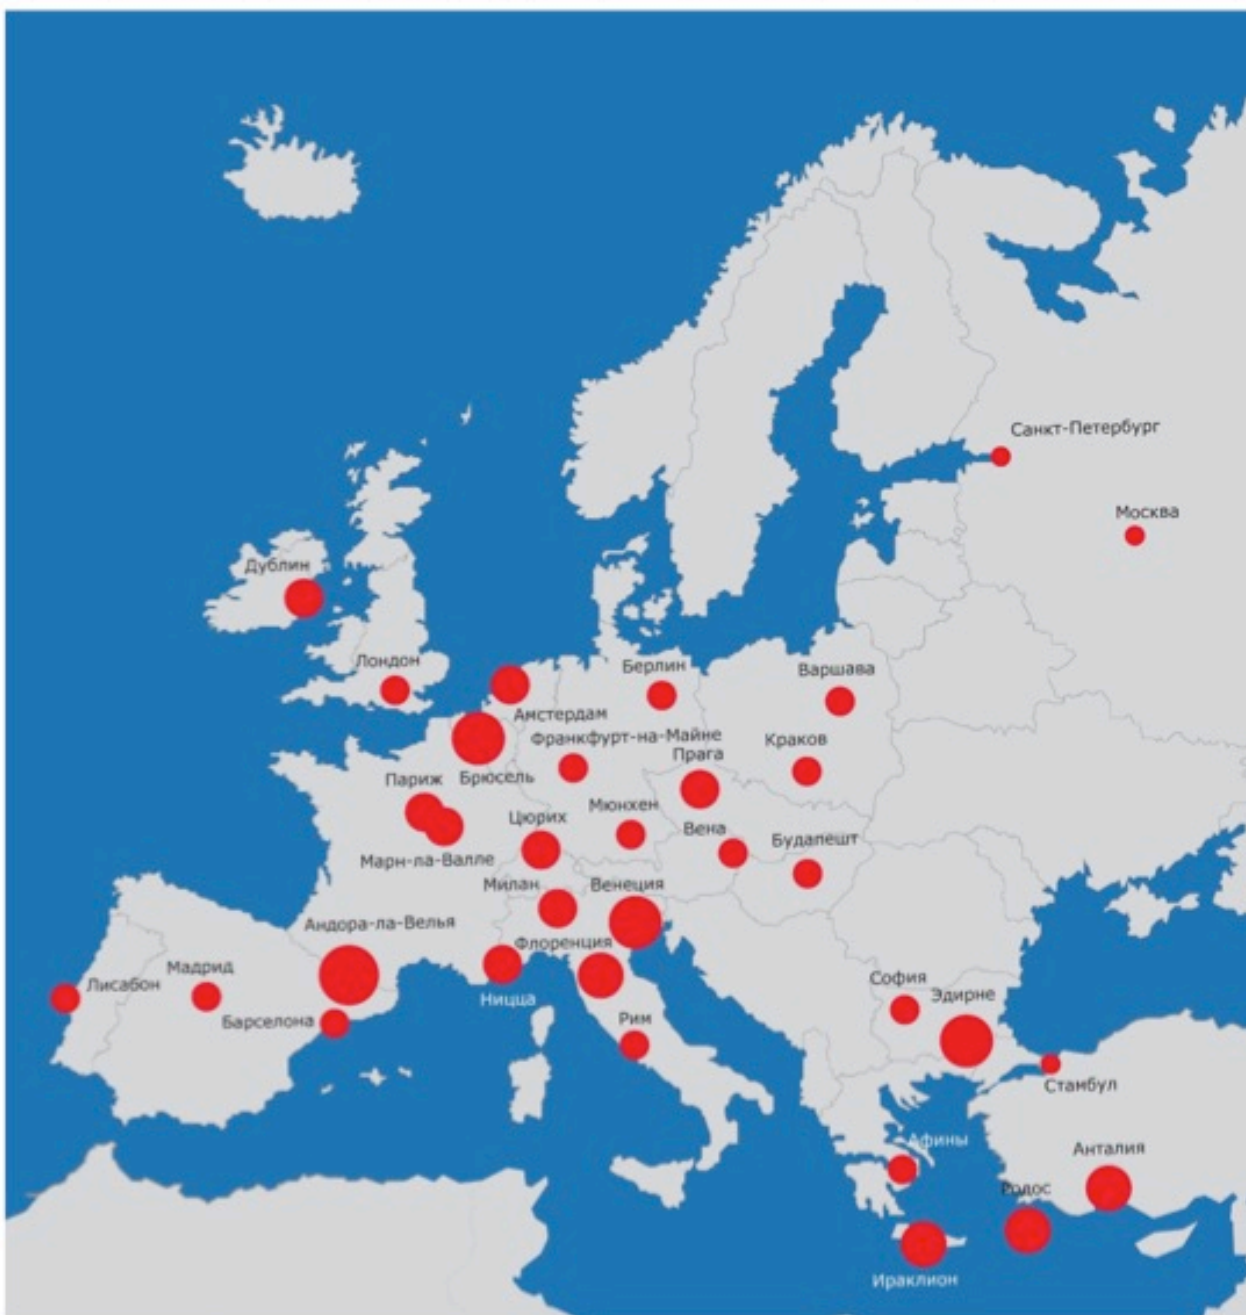 Санкт-Петербург
Москва
Дублин
Лондон
Берлин
Варшава
Амстердам
Франкфурт-на-Майне
Краков
Прага
Париж
Брюсель
Мюнхен
Цюрих
Вена
Будапешт
Марн-ла-Валле
Милан
Венеция
Андора-ла-Велья
Флоренция
Мадрид
Лисабон
София
Эдирне
Ницца
Барселона
Рим
Стамбул
Афины
Анталия
Родос
Ираклион